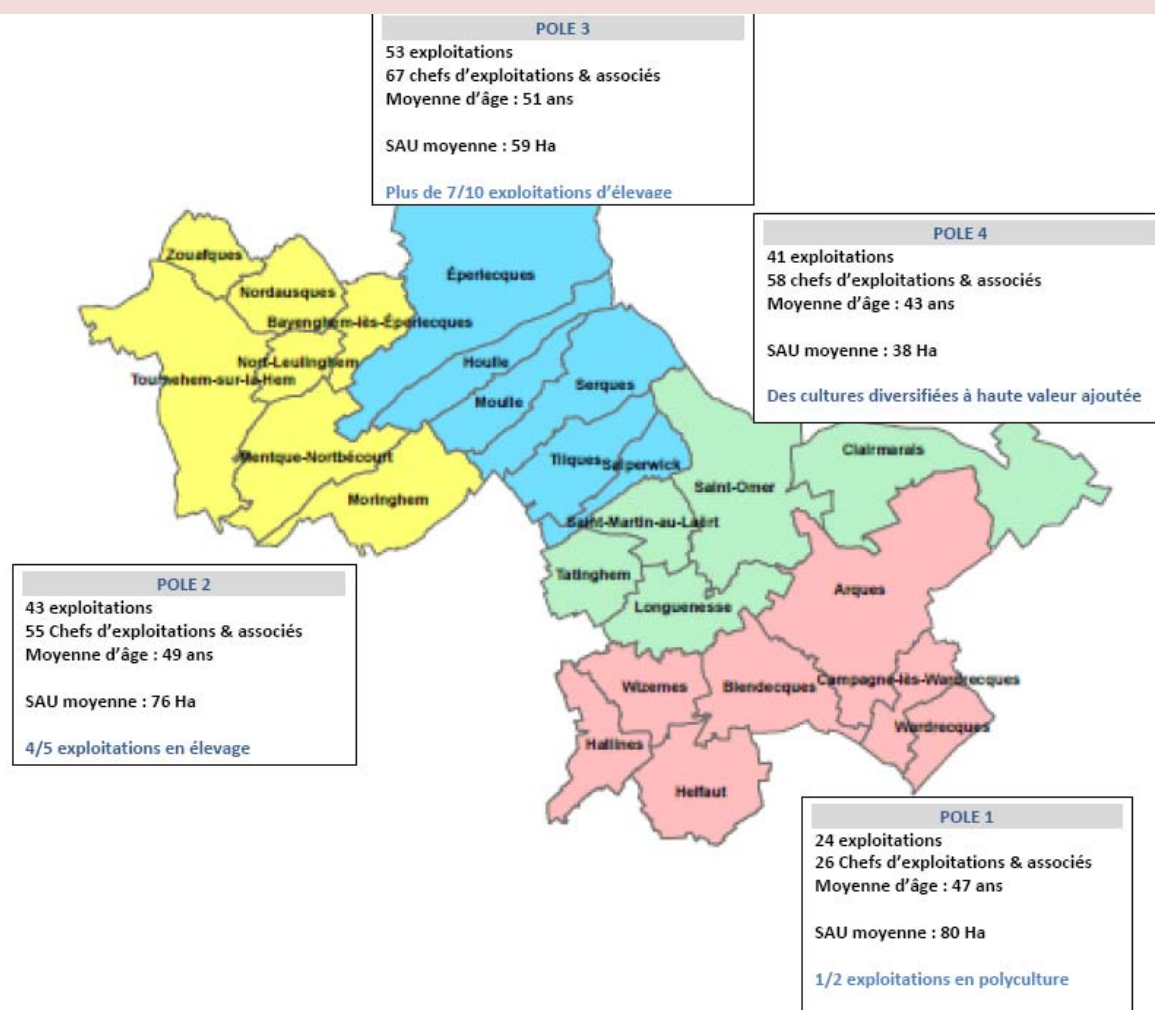 POLE 3
53 exploitations
67 chefs d'exploitations & associés
Moyenne d'âge : 51 ans
SAU moyenne : 59 Ha
Plus de 7/10 exploitations d'élevage
POLE 4
41 exploitations
58 chefs d'exploitations & associés
Moyenne d'âge : 43 ans
SAU moyenne : 38 Ha
Des cultures diversifiées à haute valeur ajoutée
Zouafques
Nordausques
Bayenghem-lès-Éperlecques
Nort-Leulinghem
Tournehem-sur-la-Hem
Mentque-Nortbécourt
Moringhem
Éperlecques
Houlle
Moulle
Serques
Tilques
Salperwick
Clairmarais
Saint-Omer
Saint-Martin-au-Laërt
Tatinghem
Longuenesse
Arques
Wizernes
Blendecques
Campagne-lès-Wardrecques
Wardrecques
Hallines
Helfaut
POLE 2
43 exploitations
55 Chefs d'exploitations & associés
Moyenne d'âge : 49 ans
SAU moyenne : 76 Ha
4/5 exploitations en élevage
POLE 1
24 exploitations
26 Chefs d'exploitations & associés
Moyenne d'âge : 47 ans
SAU moyenne : 80 Ha
1/2 exploitations en polyculture